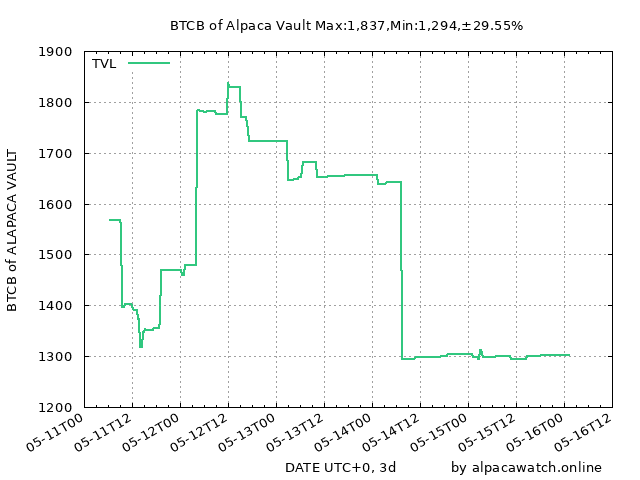 BTCB of Alpaca Vault Max:1,837,Min:1,294,±29.55%
TVL
BTCB of ALAPACA VAULT
1900
1800
1700
1600
1500
1400
1300
1200
05-11T00
05-11T12
05-12T00
05-12T12
05-13T00
05-13T12
05-14T00
05-14T12
05-15T00
05-15T12
05-16T00
05-16T12
DATE UTC+0, 3d
by alpacawatch.online